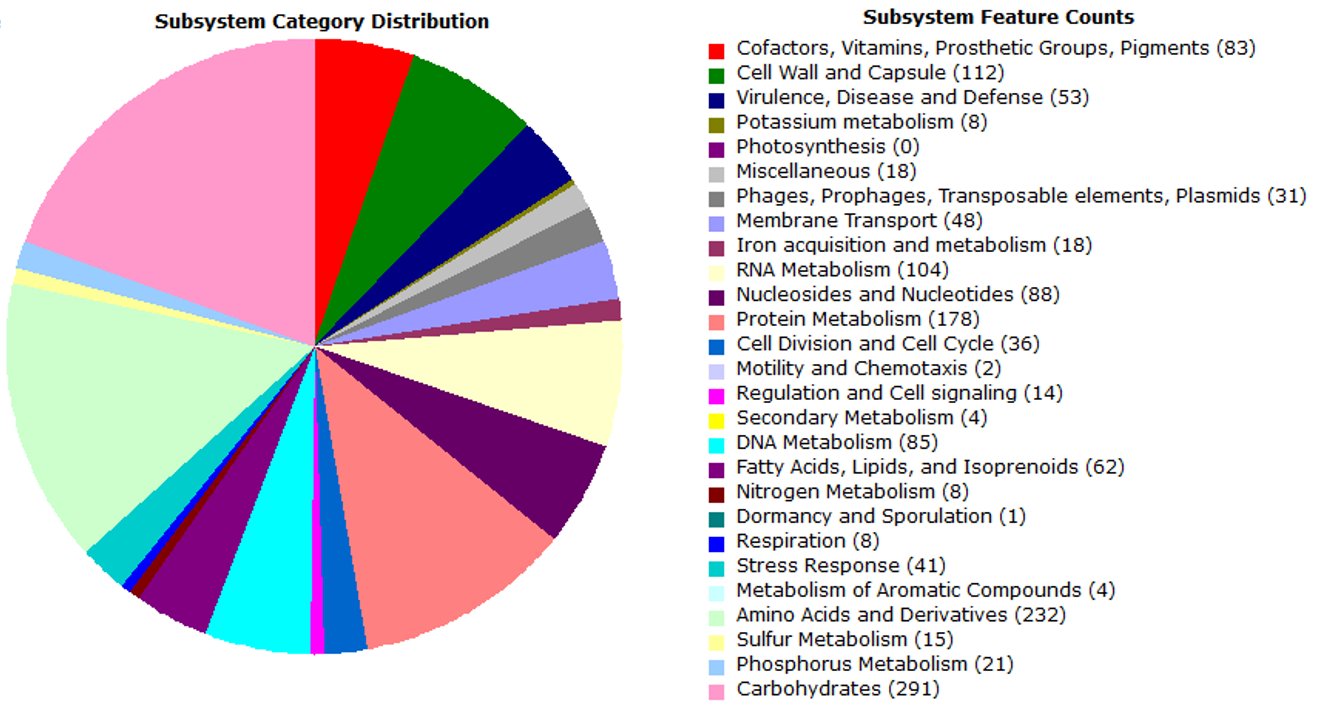 Subsystem Category Distribution
Subsystem Feature Counts
Cofactors, Vitamins, Prosthetic Groups, Pigments (83)
Cell Wall and Capsule (112)
Virulence, Disease and Defense (53)
Potassium metabolism (8)
Photosynthesis (0)
Miscellaneous (18)
Phages, Prophages, Transposable elements, Plasmids (31)
Membrane Transport (48)
Iron acquisition and metabolism (18)
RNA Metabolism (104)
Nucleosides and Nucleotides (88)
Protein Metabolism (178)
Cell Division and Cell Cycle (36)
Motility and Chemotaxis (2)
Regulation and Cell signaling (14)
Secondary Metabolism (4)
DNA Metabolism (85)
Fatty Acids, Lipids, and Isoprenoids (62)
Nitrogen Metabolism (8)
Dormancy and Sporulation (1)
Respiration (8)
Stress Response (41)
Metabolism of Aromatic Compounds (4)
Amino Acids and Derivatives (232)
Sulfur Metabolism (15)
Phosphorus Metabolism (21)
Carbohydrates (291)